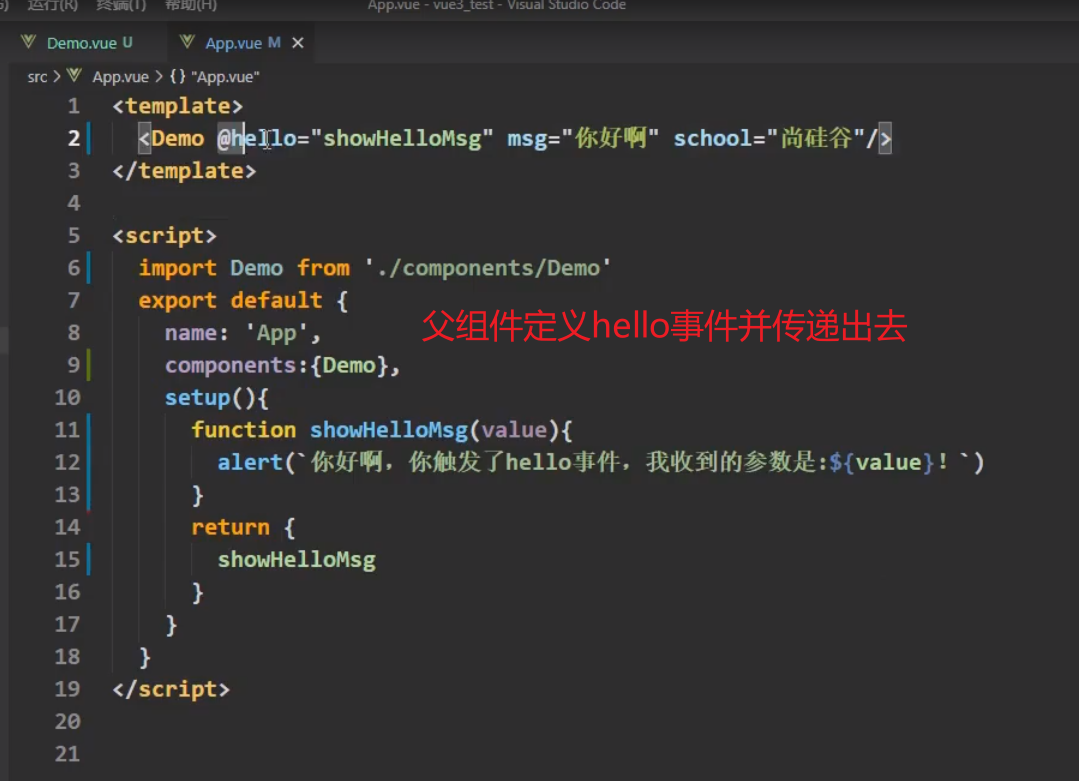 运行(R) 终端(T) 帮助(H) App.vue - vue3_test - Visual Studio Code
Demo.vue U App.vue M ×
src > App.vue > {} "App.vue"
1 <template>
2 <Demo @hello="showHelloMsg" msg="你好啊" school="尚硅谷"/>
3 </template>
4
5 <script>
6 import Demo from './components/Demo'
7 export default {
8 name: 'App',
父组件定义hello事件并传递出去
9 components:{Demo},
10 setup(){
11 function showHelloMsg(value){
12 alert(`你好啊，你触发了hello事件，我收到的参数是:${value}！`)
13 }
14 return {
15 showHelloMsg
16 }
17 }
18 }
19 </script>
20
21